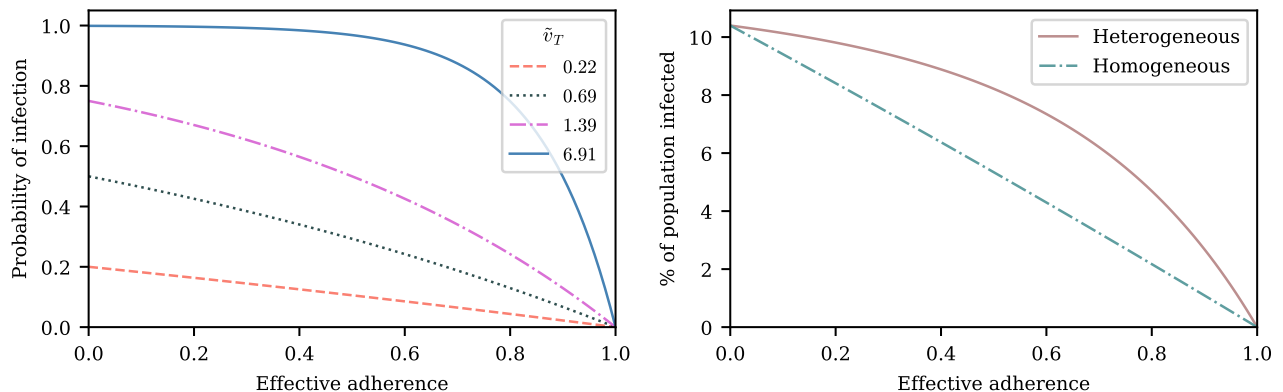 1.0
0.8
0.6
0.4
0.2
0.0
Probability of infection
0.0 0.2 0.4 0.6 0.8 1.0
Effective adherence
ṽ_T
0.22
0.69
1.39
6.91
10
8
6
4
2
0
% of population infected
0.0 0.2 0.4 0.6 0.8 1.0
Effective adherence
Heterogeneous
Homogeneous